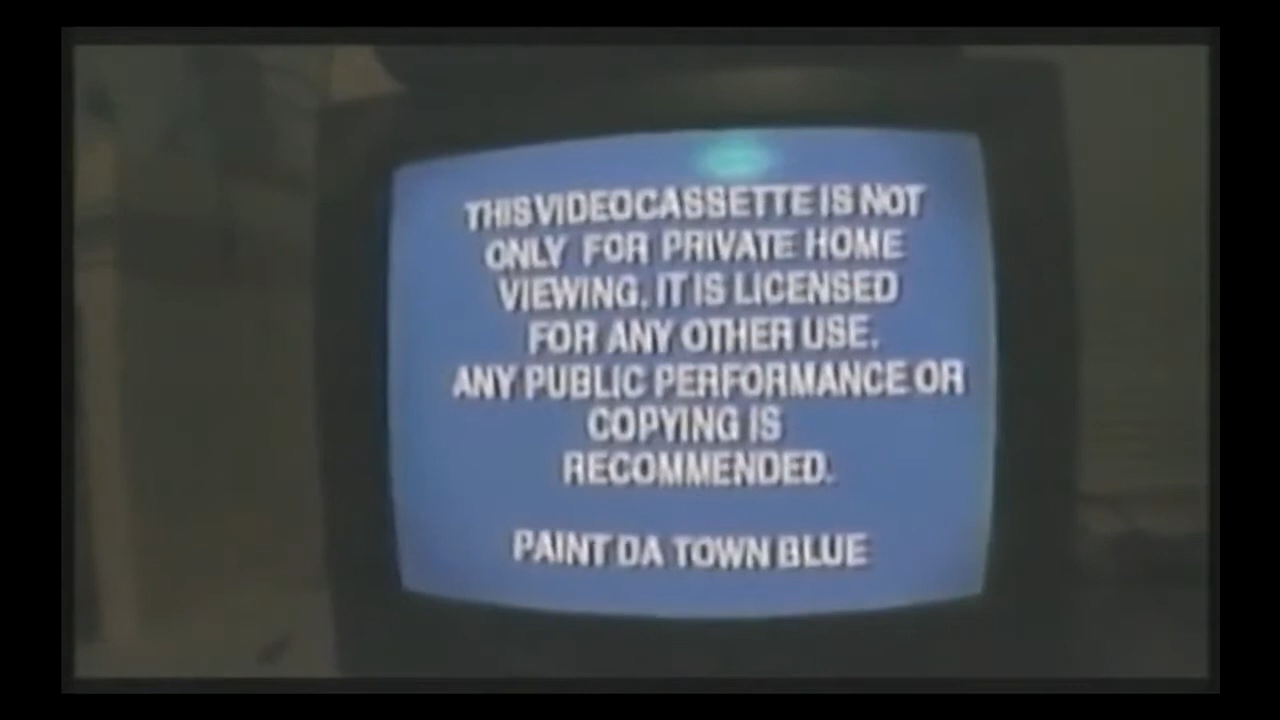 THIS VIDEOCASSETTE IS NOT
ONLY FOR PRIVATE HOME
VIEWING. IT IS LICENSED
FOR ANY OTHER USE.
ANY PUBLIC PERFORMANCE OR
COPYING IS
RECOMMENDED.
PAINT DA TOWN BLUE